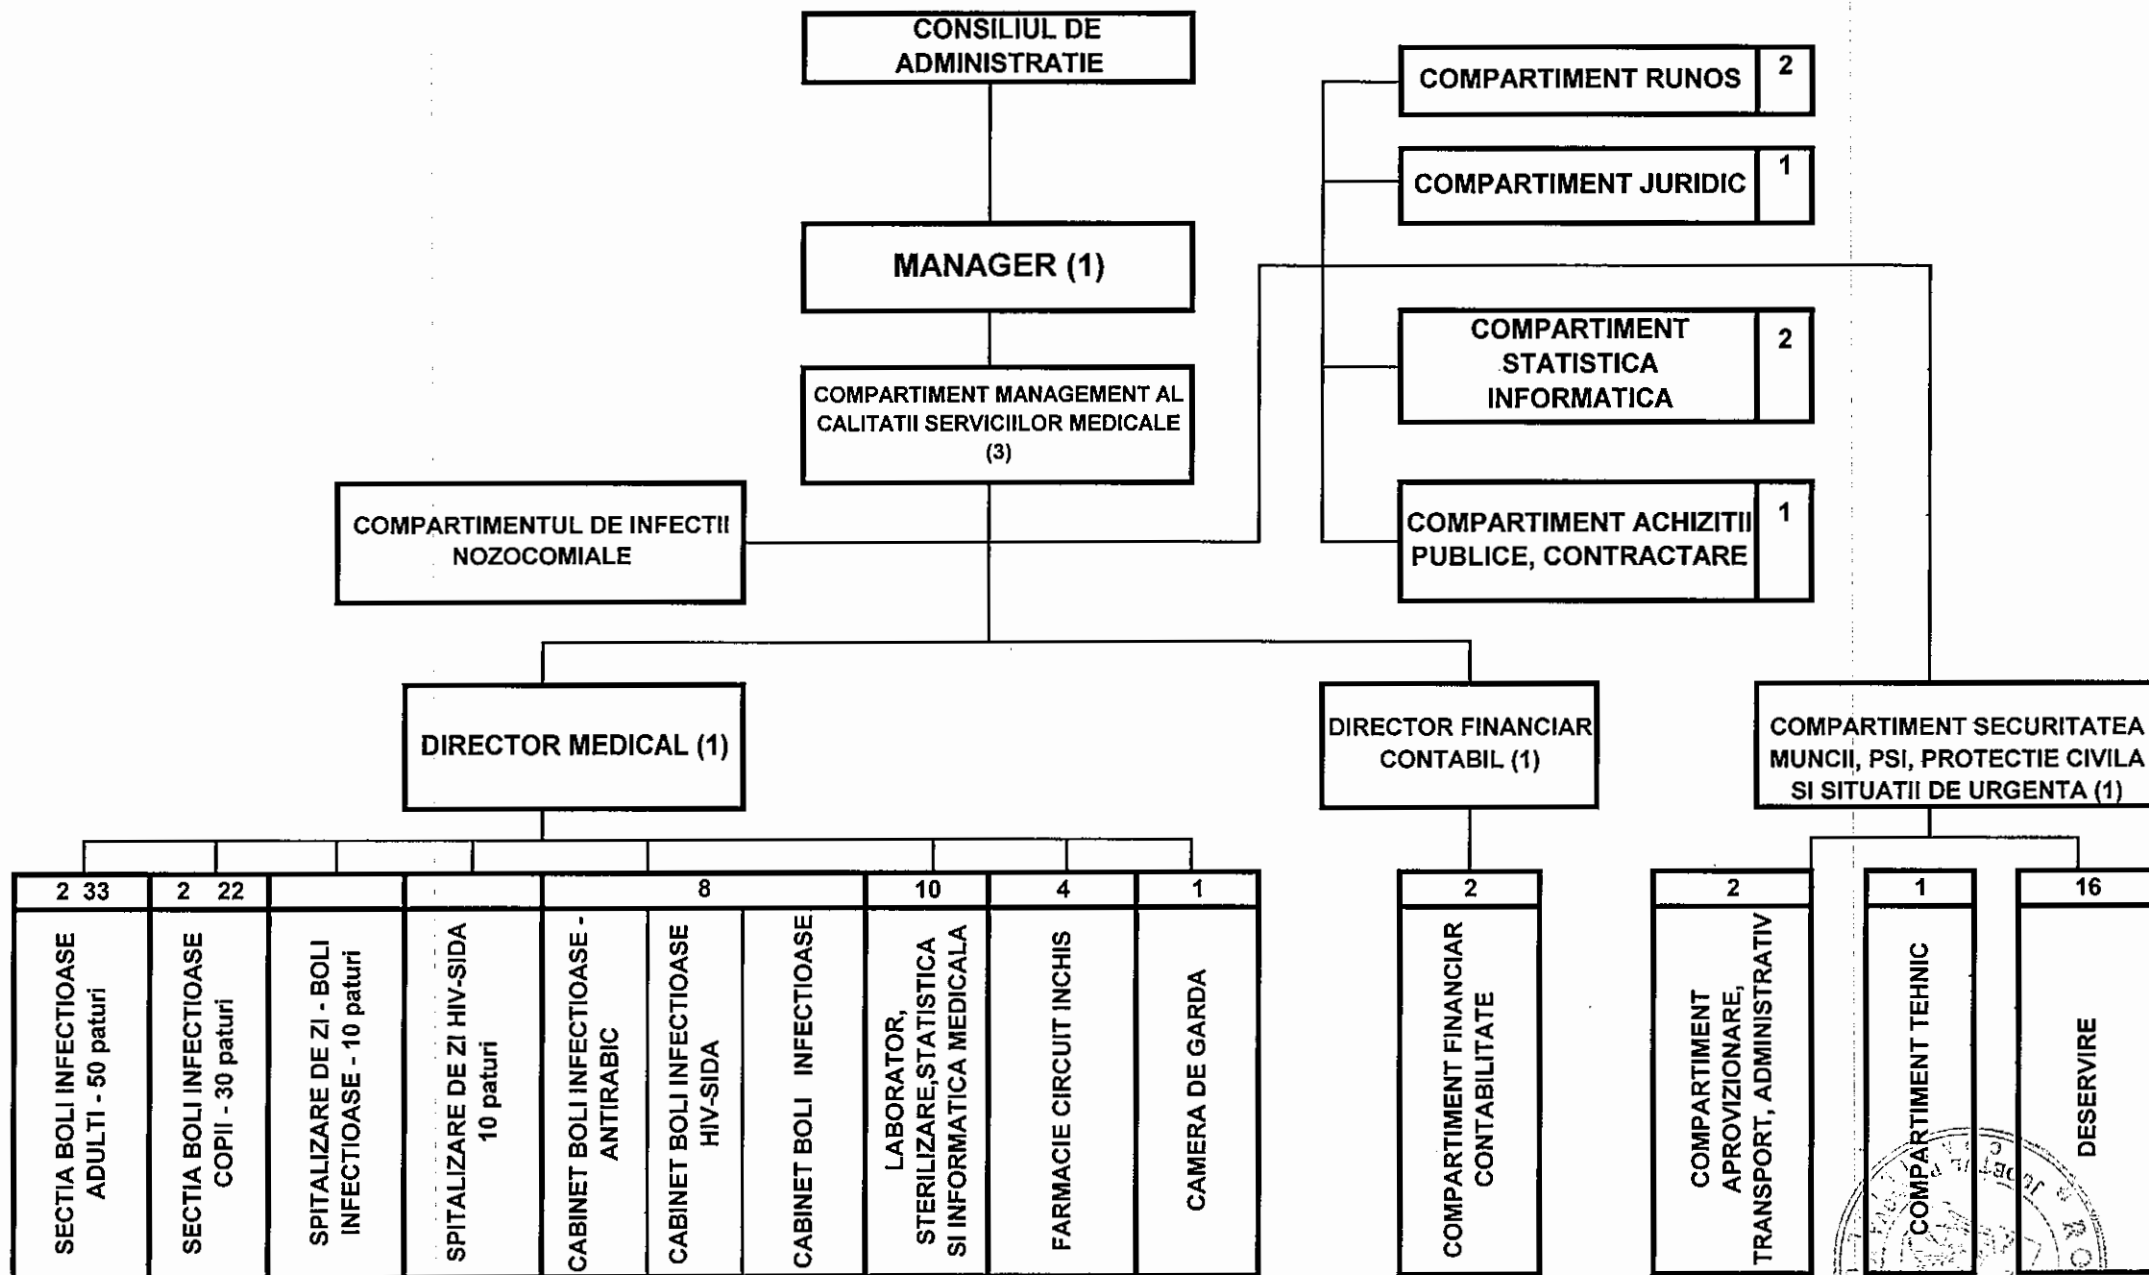 CONSILIUL DE
ADMINISTRATIE
COMPARTIMENT RUNOS
2
COMPARTIMENT JURIDIC
1
MANAGER (1)
COMPARTIMENT
STATISTICA
INFORMATICA
2
COMPARTIMENT MANAGEMENT AL
CALITATII SERVICIILOR MEDICALE
(3)
COMPARTIMENTUL DE INFECTII
NOZOCOMIALE
COMPARTIMENT ACHIZITII
PUBLICE, CONTRACTARE
1
DIRECTOR MEDICAL (1)
DIRECTOR FINANCIAR
CONTABIL (1)
COMPARTIMENT SECURITATEA
MUNCII, PSI, PROTECTIE CIVILA
SI SITUATII DE URGENTA (1)
2 33
SECTIA BOLI INFECTIOASE
ADULTI - 50 paturi
2 22
SECTIA BOLI INFECTIOASE
COPII - 30 paturi
SPITALIZARE DE ZI - BOLI
INFECTIOASE - 10 paturi
SPITALIZARE DE ZI HIV-SIDA
10 paturi
8
CABINET BOLI INFECTIOASE -
ANTIRABIC
CABINET BOLI INFECTIOASE
HIV-SIDA
CABINET BOLI INFECTIOASE
10
LABORATOR,
STERILIZARE,STATISTICA
SI INFORMATICA MEDICALA
4
FARMACIE CIRCUIT INCHIS
1
CAMERA DE GARDA
2
COMPARTIMENT FINANCIAR
CONTABILITATE
2
COMPARTIMENT
APROVIZIONARE,
TRANSPORT, ADMINISTRATIV
1
COMPARTIMENT TEHNIC
16
DESERVIRE